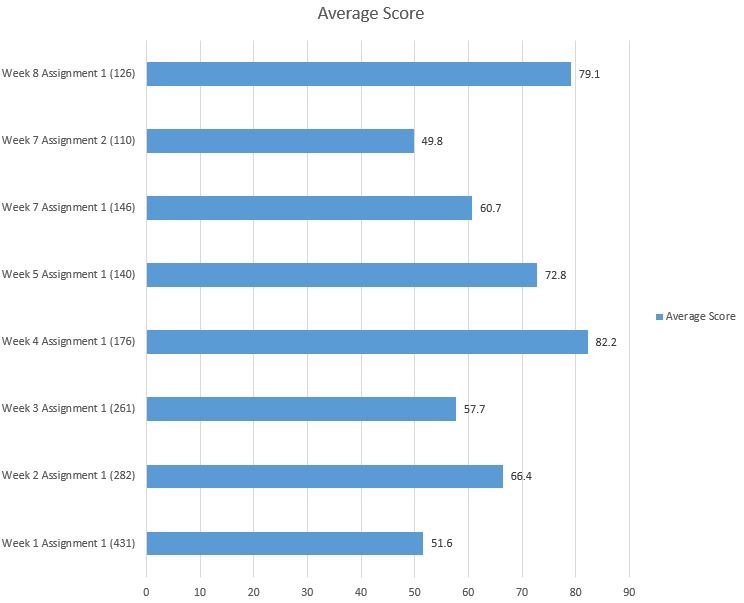 Average Score
Week 8 Assignment 1 (126)
79.1
Week 7 Assignment 2 (110)
49.8
Week 7 Assignment 1 (146)
60.7
Week 5 Assignment 1 (140)
72.8
Week 4 Assignment 1 (176)
82.2
Week 3 Assignment 1 (261)
57.7
Week 2 Assignment 1 (282)
66.4
Week 1 Assignment 1 (431)
51.6
0 10 20 30 40 50 60 70 80 90
Average Score